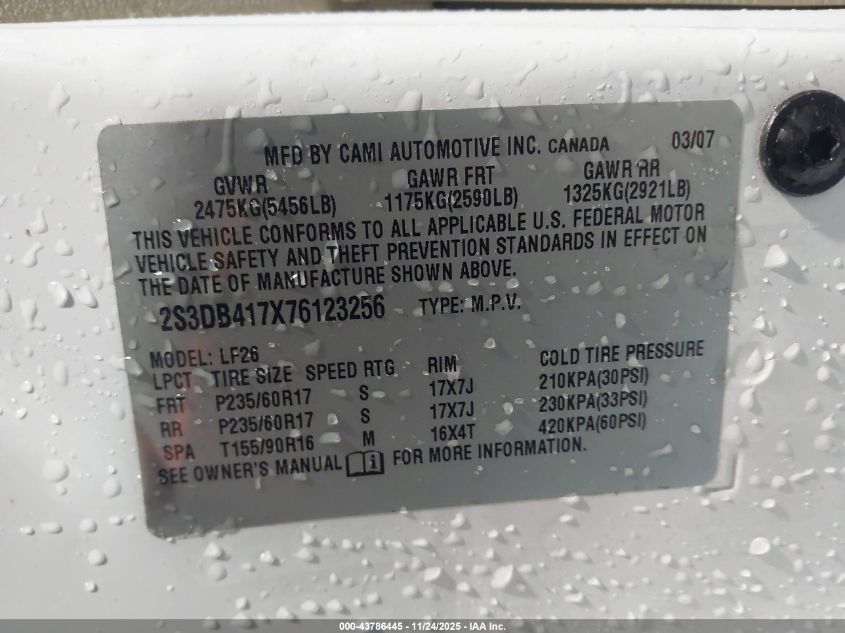 MFD BY CAMI AUTOMOTIVE INC. CANADA 03/07
GVWR GAWR FRT GAWR RR
2475KG(5456LB) 1175KG(2590LB) 1325KG(2921LB)
THIS VEHICLE CONFORMS TO ALL APPLICABLE U.S. FEDERAL MOTOR
VEHICLE SAFETY AND THEFT PREVENTION STANDARDS IN EFFECT ON
THE DATE OF MANUFACTURE SHOWN ABOVE.
2S3DB417X76123256 TYPE: M.P.V.
MODEL: LF26
LPCT TIRE SIZE SPEED RTG RIM COLD TIRE PRESSURE
FRT P235/60R17 S 17X7J 210KPA(30PSI)
RR P235/60R17 S 17X7J 230KPA(33PSI)
SPA T155/90R16 M 16X4T 420KPA(60PSI)
SEE OWNER'S MANUAL FOR MORE INFORMATION.
000-43786445 - 11/24/2025 - IAA Inc.